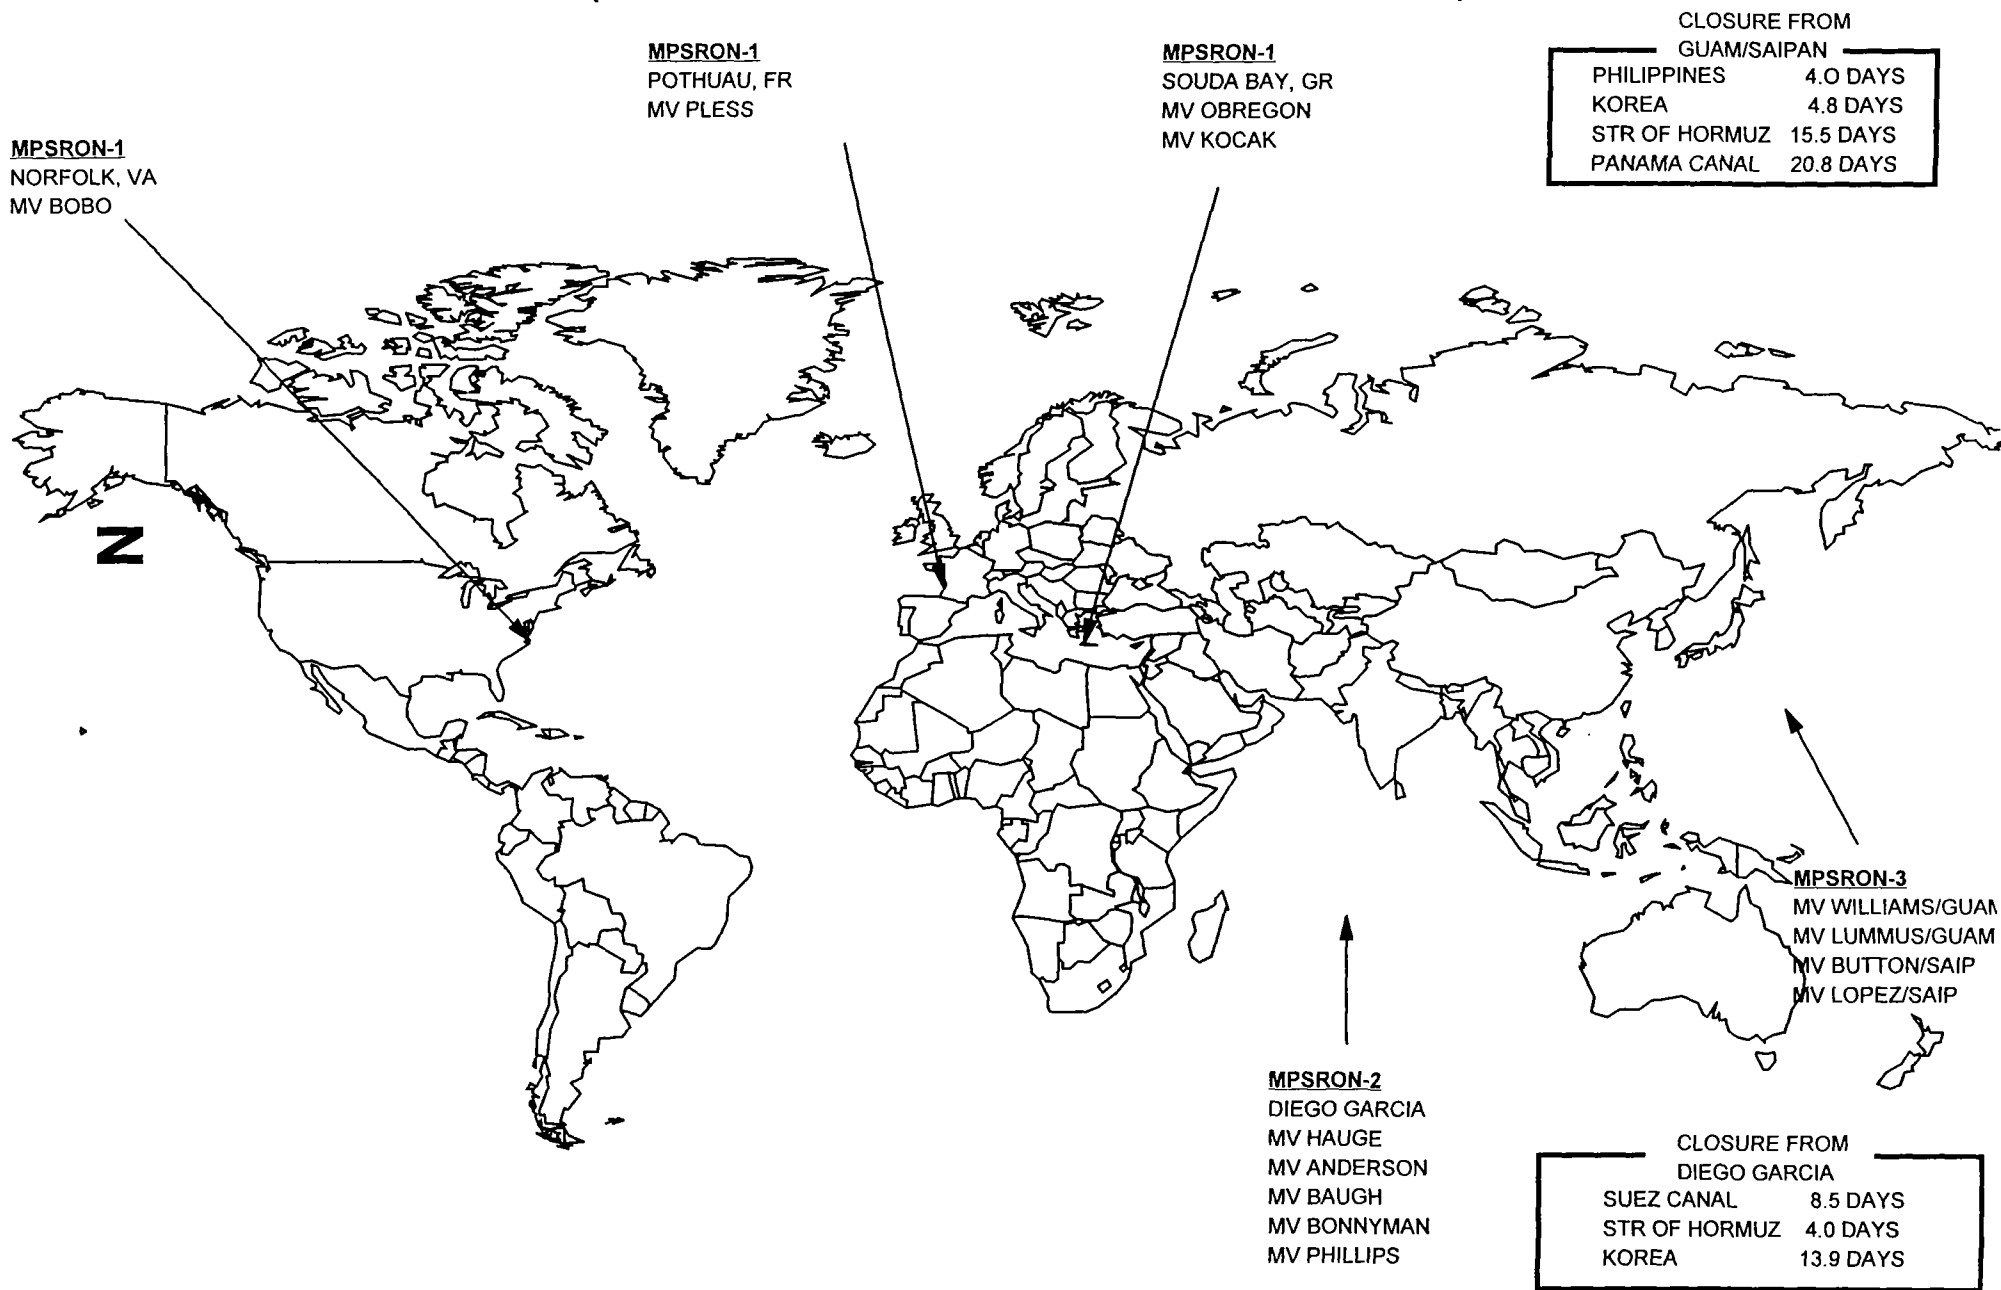 MPSRON-1
POTHUAU, FR
MV PLESS
MPSRON-1
SOUDA BAY, GR
MV OBREGON
MV KOCAK
CLOSURE FROM
GUAM/SAIPAN
PHILIPPINES 4.O DAYS
KOREA 4.8 DAYS
STR OF HORMUZ 15.5 DAYS
PANAMA CANAL 20.8 DAYS
MPSRON-1
NORFOLK, VA
MV BOBO
Z
MPSRON-3
MV WILLIAMS/GUAM
MV LUMMUS/GUAM
MV BUTTON/SAIP
MV LOPEZ/SAIP
MPSRON-2
DIEGO GARCIA
MV HAUGE
MV ANDERSON
MV BAUGH
MV BONNYMAN
MV PHILLIPS
CLOSURE FROM
DIEGO GARCIA
SUEZ CANAL 8.5 DAYS
STR OF HORMUZ 4.0 DAYS
KOREA 13.9 DAYS